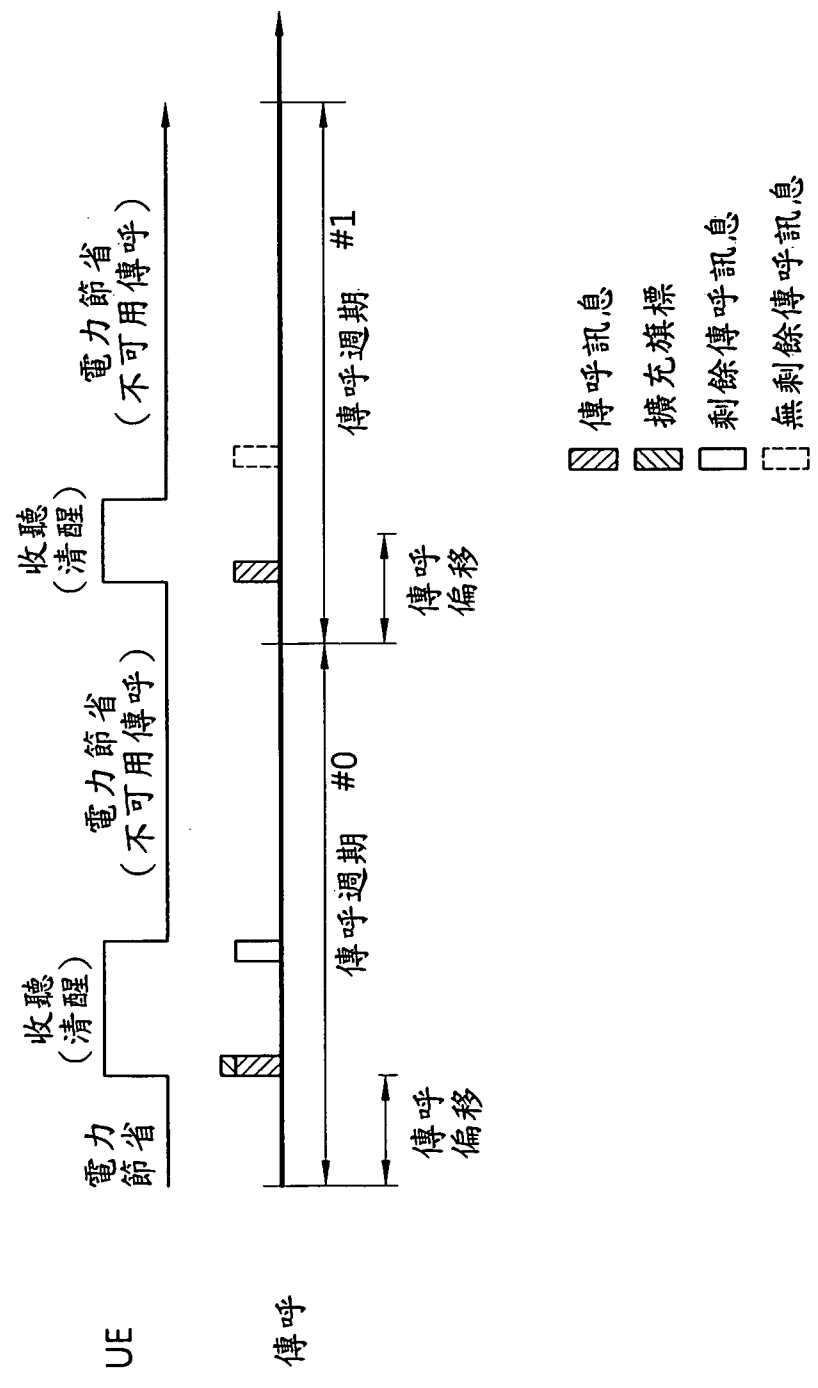 UE
電力
節省
收聽
(清醒)
電力節省
(不可用傳呼)
收聽
(清醒)
電力節省
(不可用傳呼)
傳呼
傳呼週期 #0
傳呼週期 #1
傳呼
偏移
傳呼
偏移
傳呼訊息
擴充旗標
剩餘傳呼訊息
無剩餘傳呼訊息